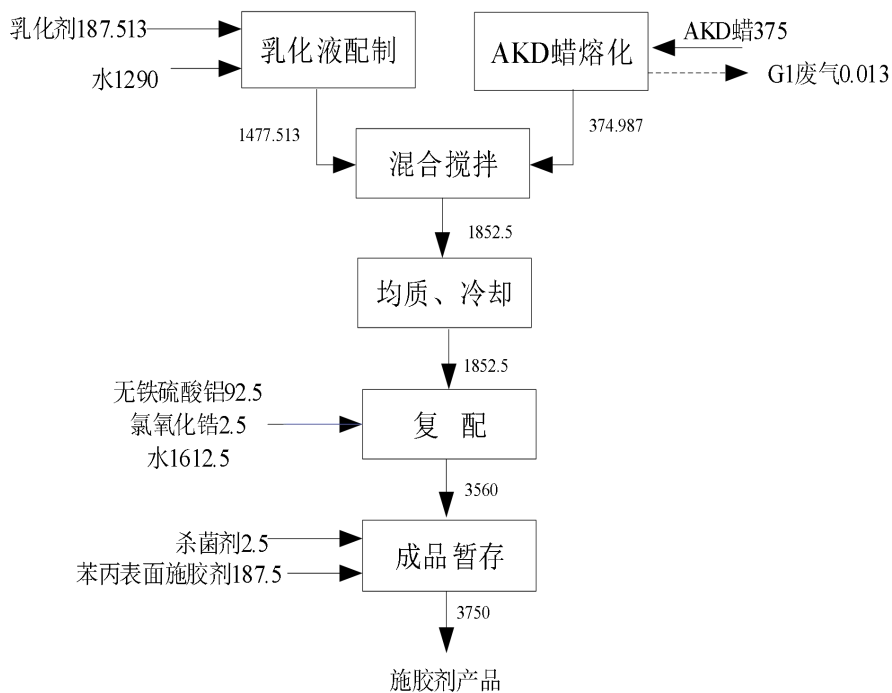 乳化剂187.513
水1290
乳化液配制
AKD蜡熔化
AKD蜡375
G1废气0.013
1477.513
374.987
混合搅拌
1852.5
均质、冷却
1852.5
无铁硫酸铝92.5
氯氧化锆2.5
水1612.5
复 配
3560
杀菌剂2.5
苯丙表面施胶剂187.5
成品暂存
3750
施胶剂产品